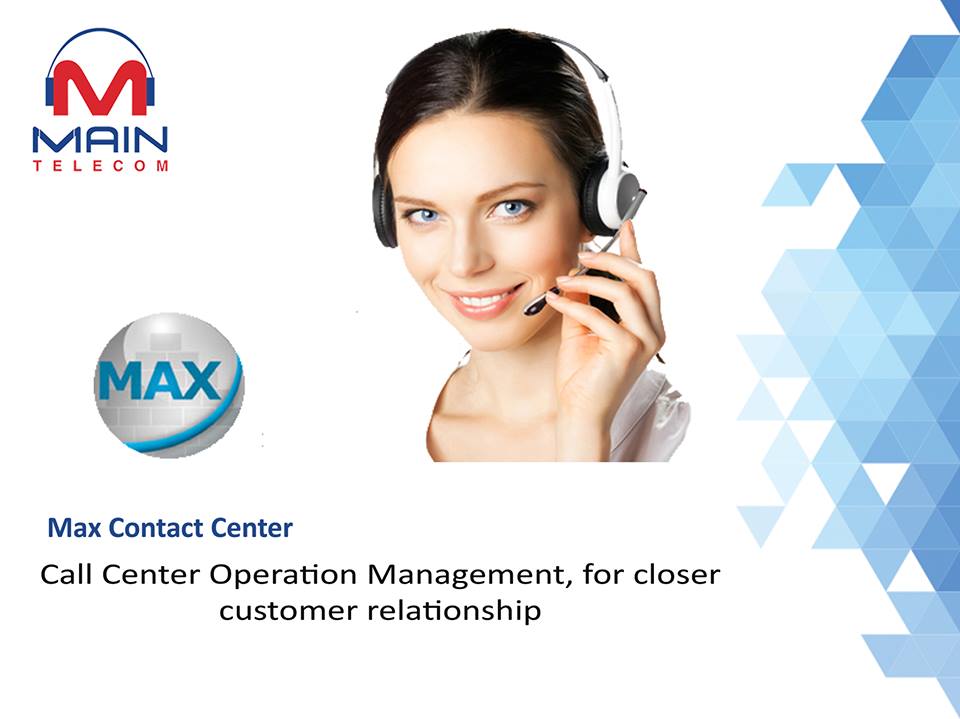 M
MAIN
TELECOM
MAX
Max Contact Center
Call Center Operation Management, for closer
customer relationship